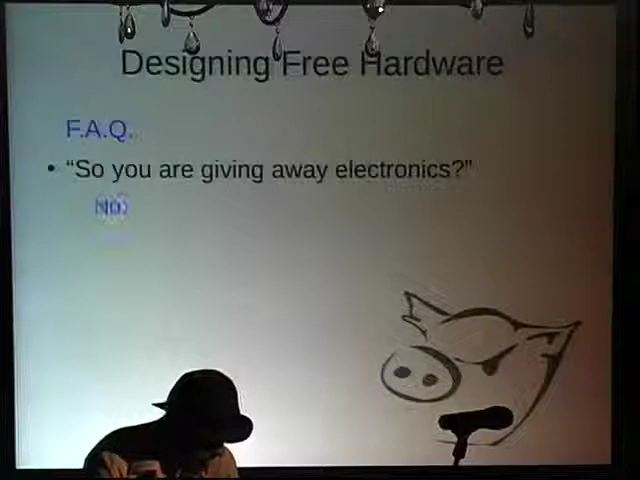 Designing Free Hardware
F.A.Q.
• “So you are giving away electronics?”
NO